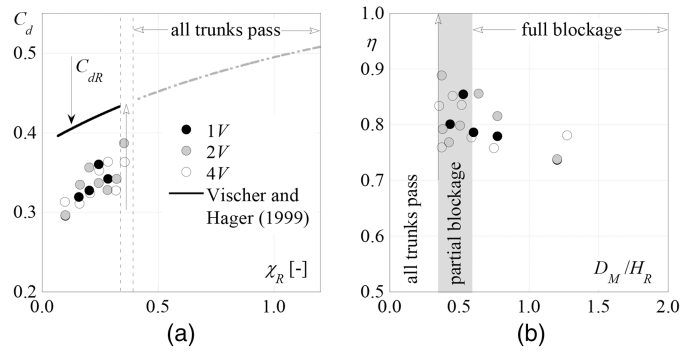 C_d
0.5
0.4
0.3
0.2
0.0
0.5
1.0
all trunks pass
C_dR
1V
2V
4V
Vischer and
Hager (1999)
χ_R [-]
(a)
1.0
η
0.9
0.8
0.7
0.6
0.5
0.0
0.5
1.0
1.5
2.0
full blockage
all trunks pass
partial blockage
D_M/H_R
(b)